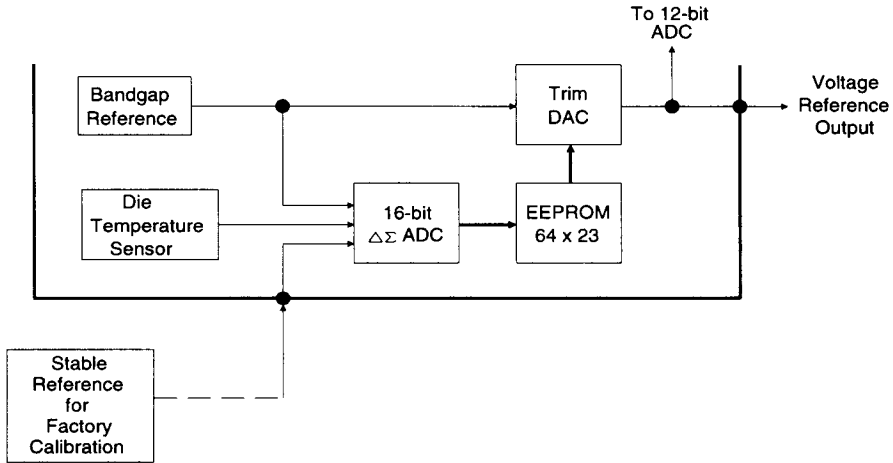 To 12-bit
ADC
Bandgap
Reference
Trim
DAC
Voltage
Reference
Output
Die
Temperature
Sensor
16-bit
ΔΣ ADC
EEPROM
64 x 23
Stable
Reference
for
Factory
Calibration